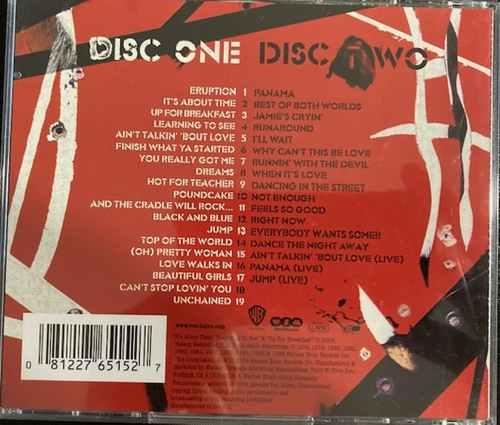 DISC ONE DISC TWO
ERUPTION 1 PANAMA
IT'S ABOUT TIME 2 BEST OF BOTH WORLDS
UP FOR BREAKFAST 3 JAMIE'S CRYIN'
LEARNING TO SEE 4 RUNAROUND
AIN'T TALKIN' 'BOUT LOVE 5 I'LL WAIT
FINISH WHAT YA STARTED 6 WHY CAN'T THIS BE LOVE
YOU REALLY GOT ME 7 RUNNIN' WITH THE DEVIL
DREAMS 8 WHEN IT'S LOVE
HOT FOR TEACHER 9 DANCING IN THE STREET
POUNDCAKE 10 NOT ENOUGH
AND THE CRADLE WILL ROCK... 11 FEELS SO GOOD
BLACK AND BLUE 12 RIGHT NOW
JUMP 13 EVERYBODY WANTS SOME!!
TOP OF THE WORLD 14 DANCE THE NIGHT AWAY
(OH) PRETTY WOMAN 15 AIN'T TALKIN' 'BOUT LOVE (LIVE)
LOVE WALKS IN 16 PANAMA (LIVE)
BEAUTIFUL GIRLS 17 JUMP (LIVE)
CAN'T STOP LOVIN' YOU 18
UNCHAINED 19
0 81227 65152 7